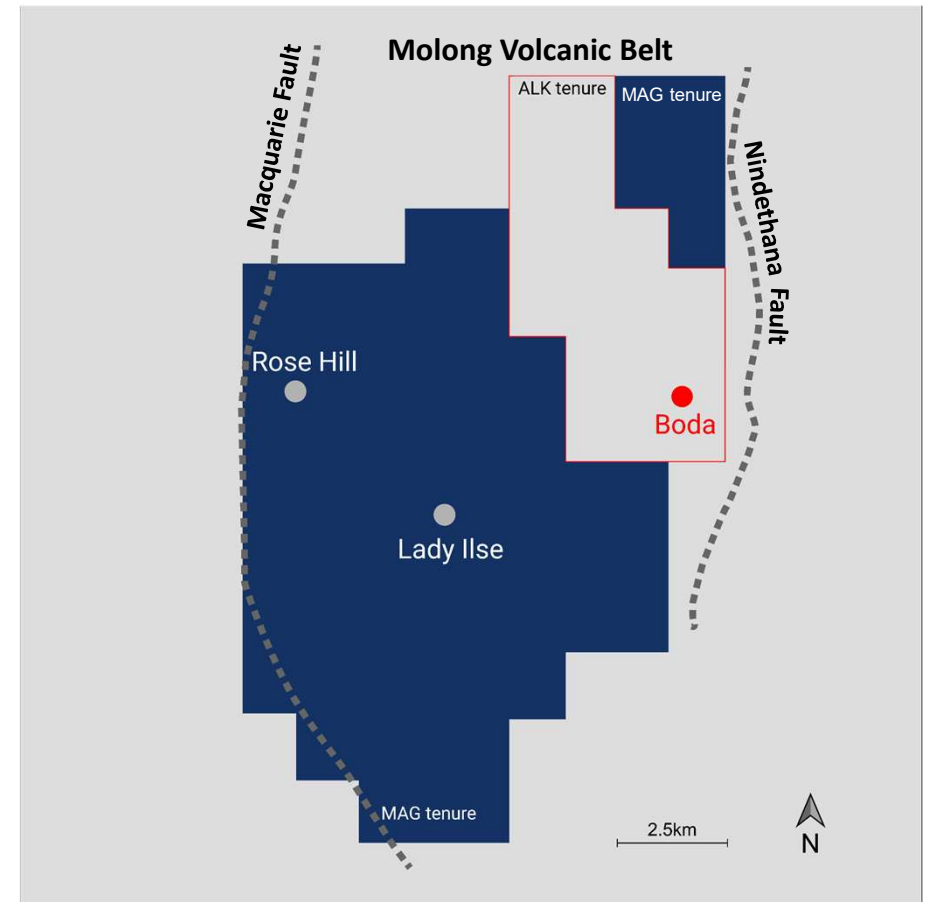 Molong Volcanic Belt
Macquarie Fault
ALK tenure
MAG tenure
Nindethana Fault
Rose Hill
Boda
Lady Ilse
MAG tenure
2.5km
N